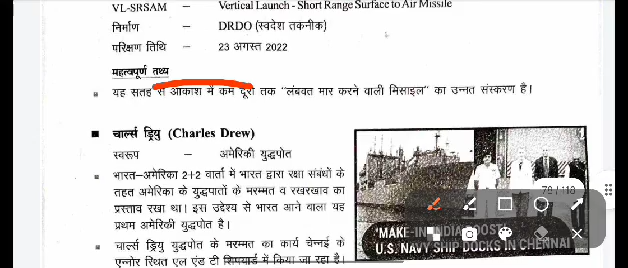 VL-SRSAM – Vertical Launch - Short Range Surface to Air Missile
निर्माण – DRDO (स्वदेश तकनीक)
परिक्षण तिथि – 23 अगस्त 2022
महत्वपूर्ण तथ्य
यह सतह से आकाश में कम दूरी तक "लंबवत मार करने वाली मिसाइल" का उन्नत संस्करण है।
चार्ल्स ड्रियु (Charles Drew)
स्वरूप – अमेरिकी युद्धपोत
भारत-अमेरिका 2+2 वार्ता में भारत द्वारा रक्षा संबंधों के
तहत अमेरिका के युद्धपातों के मरम्मत व रखरखाव का
प्रस्ताव रखा था। इस उद्देश्य से भारत आने वाला यह
प्रथम अमेरिकी युद्धपोत है।
चार्ल्स ड्रियु युद्धपोत के मरम्मत का कार्य चेन्नई के
एन्नोर स्थित एल एंड टी शिपयार्ड में किया जा रहा है।
79 / 118
'MAKE-IN-INDIA' BOOST
U.S. NAVY SHIP DOCKS IN CHENNAI